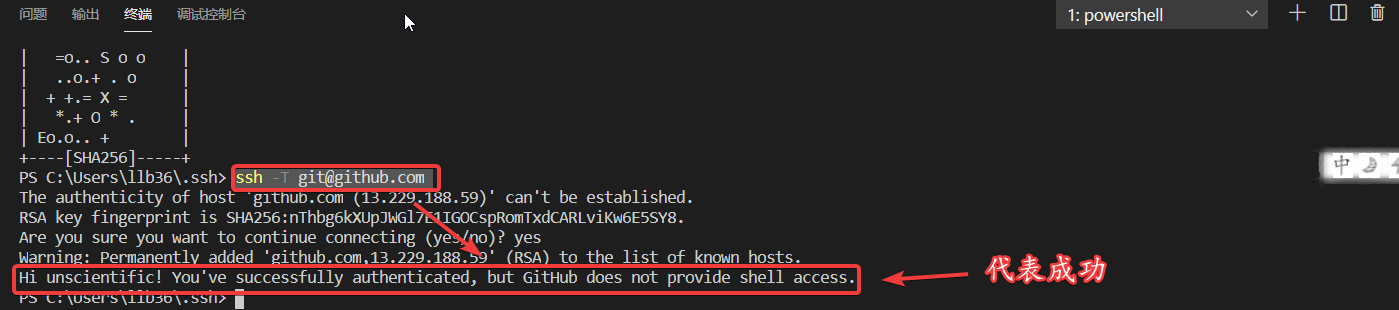 问题 输出 终端 调试控制台 1: powershell
| =o.. S o o |
| ..o.+ . o |
| + +.= X = |
| *.+ O * . |
| Eo.o.. + |
+----[SHA256]-----+
PS C:\Users\llb36\.ssh> ssh -T git@github.com
The authenticity of host 'github.com (13.229.188.59)' can't be established.
RSA key fingerprint is SHA256:nThbg6kXUpJWGl7E1IGOCspRomTxdCARLviKw6E5SY8.
Are you sure you want to continue connecting (yes/no)? yes
Warning: Permanently added 'github.com,13.229.188.59' (RSA) to the list of known hosts.
Hi unscientific! You've successfully authenticated, but GitHub does not provide shell access.
代表成功
PS C:\Users\llb36\.ssh>
中